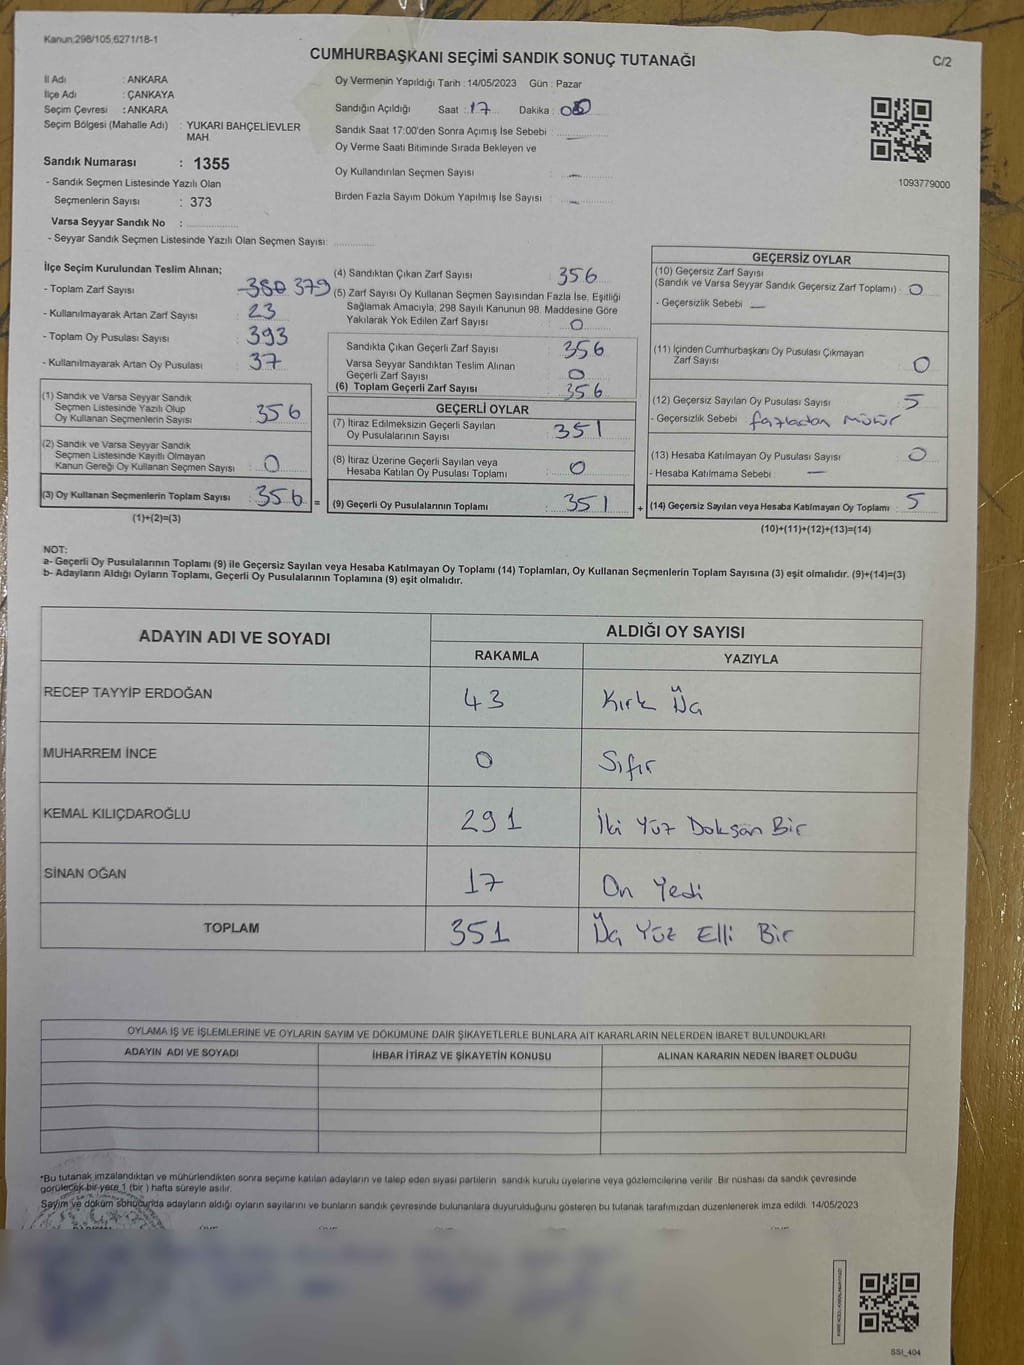 Kanun:298/105,6271/18-1
CUMHURBAŞKANI SEÇİMİ SANDIK SONUÇ TUTANAĞI
C/2
İl Adı : ANKARA
İlçe Adı : ÇANKAYA
Seçim Çevresi : ANKARA
Seçim Bölgesi (Mahalle Adı) : YUKARI BAHÇELİEVLER
MAH.
Sandık Numarası : 1355
- Sandık Seçmen Listesinde Yazılı Olan
Seçmenlerin Sayısı : 373
Varsa Seyyar Sandık No :
- Seyyar Sandık Seçmen Listesinde Yazılı Olan Seçmen Sayısı:
Oy Vermenin Yapıldığı Tarih : 14/05/2023 Gün : Pazar
Sandığın Açıldığı Saat : 17 Dakika :
Sandık Saat 17:00'den Sonra Açımış İse Sebebi :
Oy Verme Saati Bitiminde Sırada Bekleyen ve
Oy Kullandırılan Seçmen Sayısı : —
Birden Fazla Sayım Döküm Yapılmış İse Sayısı : —
1093779000
İlçe Seçim Kurulundan Teslim Alınan;
- Toplam Zarf Sayısı 380 379
- Kullanılmayarak Artan Zarf Sayısı : 23
- Toplam Oy Pusulası Sayısı : 393
- Kullanılmayarak Artan Oy Pusulası : 37
(1) Sandık ve Varsa Seyyar Sandık
Seçmen Listesinde Yazılı Olup
Oy Kullanan Seçmenlerin Sayısı : 356
(2) Sandık ve Varsa Seyyar Sandık
Seçmen Listesinde Kayıtlı Olmayan
Kanun Gereği Oy Kullanan Seçmen Sayısı : 0
(3) Oy Kullanan Seçmenlerin Toplam Sayısı : 356 =
(1)+(2)=(3)
(4) Sandıktan Çıkan Zarf Sayısı : 356
(5) Zarf Sayısı Oy Kullanan Seçmen Sayısından Fazla İse, Eşitliği
Sağlamak Amacıyla, 298 Sayılı Kanunun 98. Maddesine Göre
Yakılarak Yok Edilen Zarf Sayısı : 0
Sandıkta Çıkan Geçerli Zarf Sayısı : 356
Varsa Seyyar Sandıktan Teslim Alınan
Geçerli Zarf Sayısı : 0
(6) Toplam Geçerli Zarf Sayısı : 356
GEÇERLİ OYLAR
(7) İtiraz Edilmeksizin Geçerli Sayılan
Oy Pusulalarının Sayısı : 351
(8) İtiraz Üzerine Geçerli Sayılan veya
Hesaba Katılan Oy Pusulası Toplamı : 0
(9) Geçerli Oy Pusulalarının Toplamı : 351 +
GEÇERSİZ OYLAR
(10) Geçersiz Zarf Sayısı
(Sandık ve Varsa Seyyar Sandık Geçersiz Zarf Toplamı) : 0
- Geçersizlik Sebebi : —
(11) İçinden Cumhurbaşkanı Oy Pusulası Çıkmayan
Zarf Sayısı : 0
(12) Geçersiz Sayılan Oy Pusulası Sayısı : 5
- Geçersizlik Sebebi : fazladan mühür
(13) Hesaba Katılmayan Oy Pusulası Sayısı : 0
- Hesaba Katılmama Sebebi : —
(14) Geçersiz Sayılan veya Hesaba Katılmayan Oy Toplamı : 5
(10)+(11)+(12)+(13)=(14)
NOT:
a- Geçerli Oy Pusulalarının Toplamı (9) ile Geçersiz Sayılan veya Hesaba Katılmayan Oy Toplamı (14) Toplamları, Oy Kullanan Seçmenlerin Toplam Sayısına (3) eşit olmalıdır. (9)+(14)=(3)
b- Adayların Aldığı Oyların Toplamı, Geçerli Oy Pusulalarının Toplamına (9) eşit olmalıdır.
ADAYIN ADI VE SOYADI ALDIĞI OY SAYISI
RAKAMLA YAZIYLA
RECEP TAYYİP ERDOĞAN 43 Kırk Üç
MUHARREM İNCE 0 Sıfır
KEMAL KILIÇDAROĞLU 291 İki Yüz Doksan Bir
SİNAN OĞAN 17 On Yedi
TOPLAM 351 Üç Yüz Elli Bir
OYLAMA İŞ VE İŞLEMLERİNE VE OYLARIN SAYIM VE DÖKÜMÜNE DAİR ŞİKAYETLERLE BUNLARA AİT KARARLARIN NELERDEN İBARET BULUNDUKLARI
ADAYIN ADI VE SOYADI İHBAR İTİRAZ VE ŞİKAYETİN KONUSU ALINAN KARARIN NEDEN İBARET OLDUĞU
*Bu tutanak imzalandıktan ve mühürlendikten sonra seçime katılan adayların ve talep eden siyasi partilerin sandık kurulu üyelerine veya gözlemcilerine verilir. Bir nüshası da sandık çevresinde
görülecek bir yere 1 (bir ) hafta süreyle asılır.
Sayım ve döküm sonucunda adayların aldığı oyların sayılarını ve bunların sandık çevresinde bulunanlara duyurulduğunu gösteren bu tutanak tarafımızdan düzenlenerek imza edildi. 14/05/2023
SSI_404